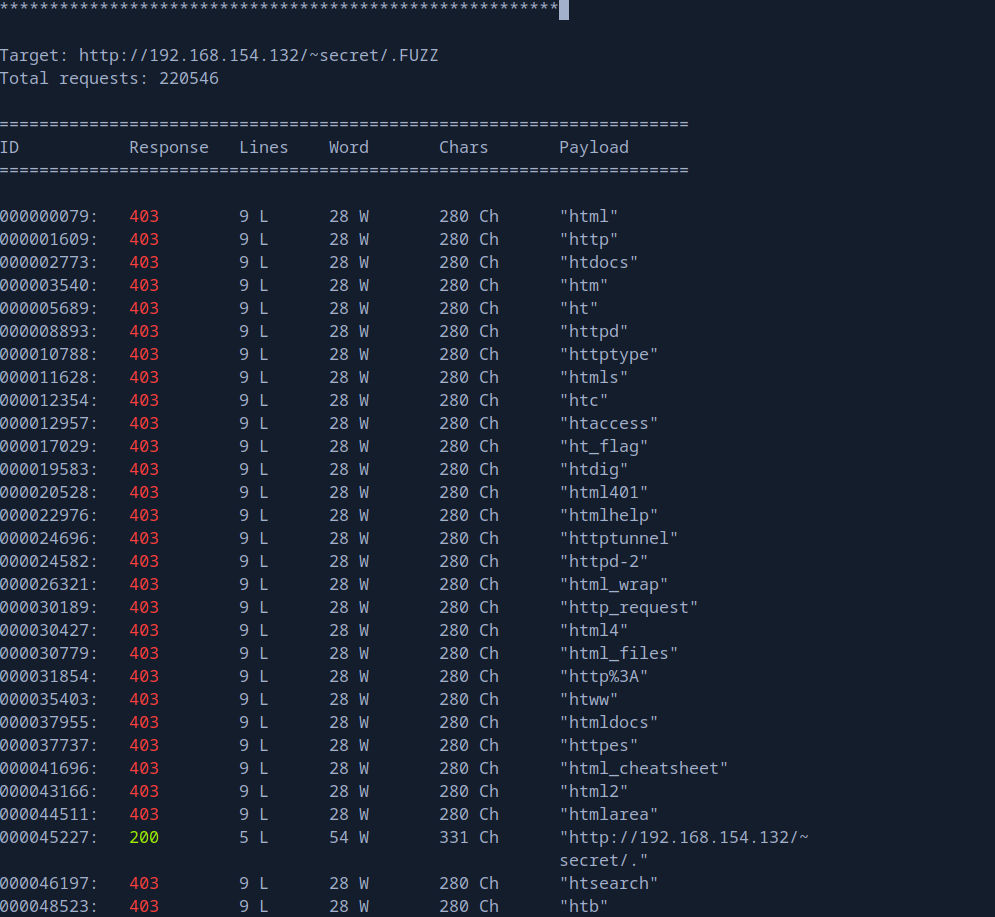 ********************************************************
Target: http://192.168.154.132/~secret/.FUZZ
Total requests: 220546
=====================================================================
ID           Response   Lines    Word       Chars       Payload
=====================================================================
000000079:   403        9 L      28 W       280 Ch      "html"
000001609:   403        9 L      28 W       280 Ch      "http"
000002773:   403        9 L      28 W       280 Ch      "htdocs"
000003540:   403        9 L      28 W       280 Ch      "htm"
000005689:   403        9 L      28 W       280 Ch      "ht"
000008893:   403        9 L      28 W       280 Ch      "httpd"
000010788:   403        9 L      28 W       280 Ch      "httptype"
000011628:   403        9 L      28 W       280 Ch      "htmls"
000012354:   403        9 L      28 W       280 Ch      "htc"
000012957:   403        9 L      28 W       280 Ch      "htaccess"
000017029:   403        9 L      28 W       280 Ch      "ht_flag"
000019583:   403        9 L      28 W       280 Ch      "htdig"
000020528:   403        9 L      28 W       280 Ch      "html401"
000022976:   403        9 L      28 W       280 Ch      "htmlhelp"
000024696:   403        9 L      28 W       280 Ch      "httptunnel"
000024582:   403        9 L      28 W       280 Ch      "httpd-2"
000026321:   403        9 L      28 W       280 Ch      "html_wrap"
000030189:   403        9 L      28 W       280 Ch      "http_request"
000030427:   403        9 L      28 W       280 Ch      "html4"
000030779:   403        9 L      28 W       280 Ch      "html_files"
000031854:   403        9 L      28 W       280 Ch      "http%3A"
000035403:   403        9 L      28 W       280 Ch      "htww"
000037955:   403        9 L      28 W       280 Ch      "htmldocs"
000037737:   403        9 L      28 W       280 Ch      "httpes"
000041696:   403        9 L      28 W       280 Ch      "html_cheatsheet"
000043166:   403        9 L      28 W       280 Ch      "html2"
000044511:   403        9 L      28 W       280 Ch      "htmlarea"
000045227:   200        5 L      54 W       331 Ch      "http://192.168.154.132/~
secret/."
000046197:   403        9 L      28 W       280 Ch      "htsearch"
000048523:   403        9 L      28 W       280 Ch      "htb"